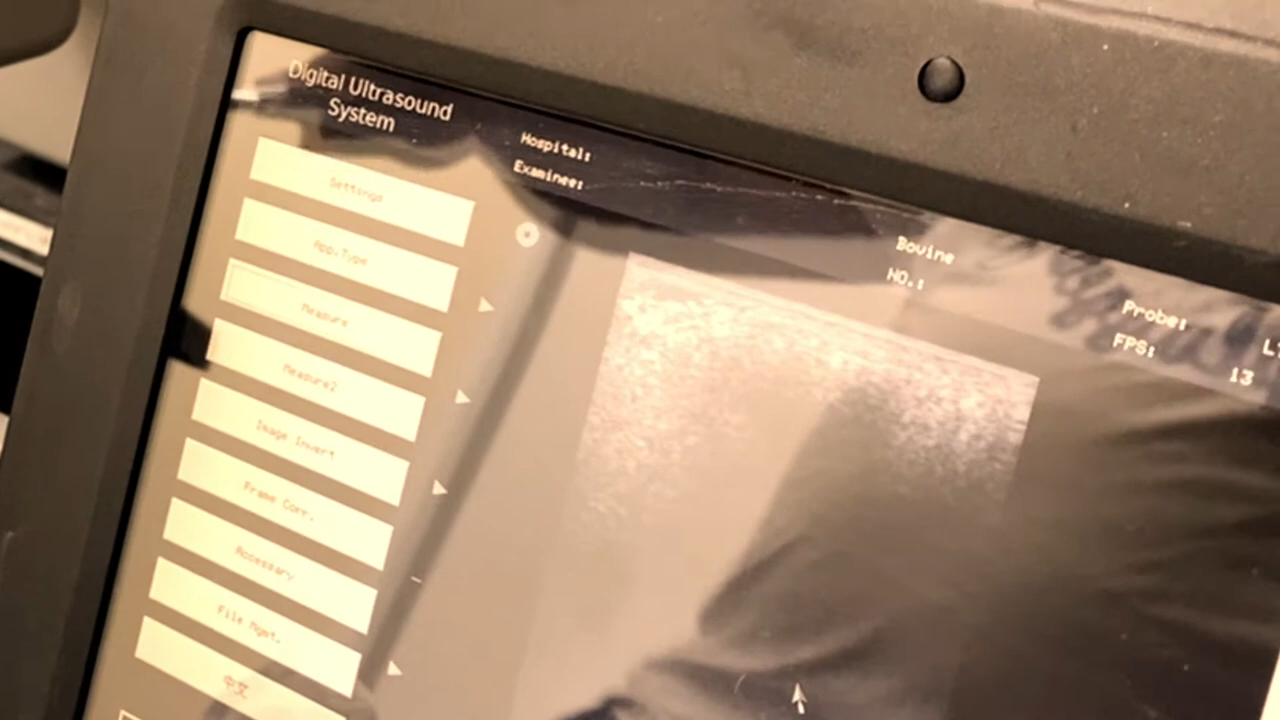 Digital Ultrasound
System
Hospital:
Examinee:
Bovine
NO.:
Probe:
FPS:
13
Settings
App.Type
Measure
Measure2
Image Invert
Frame Corr.
Accessary
File Mgmt.
中文